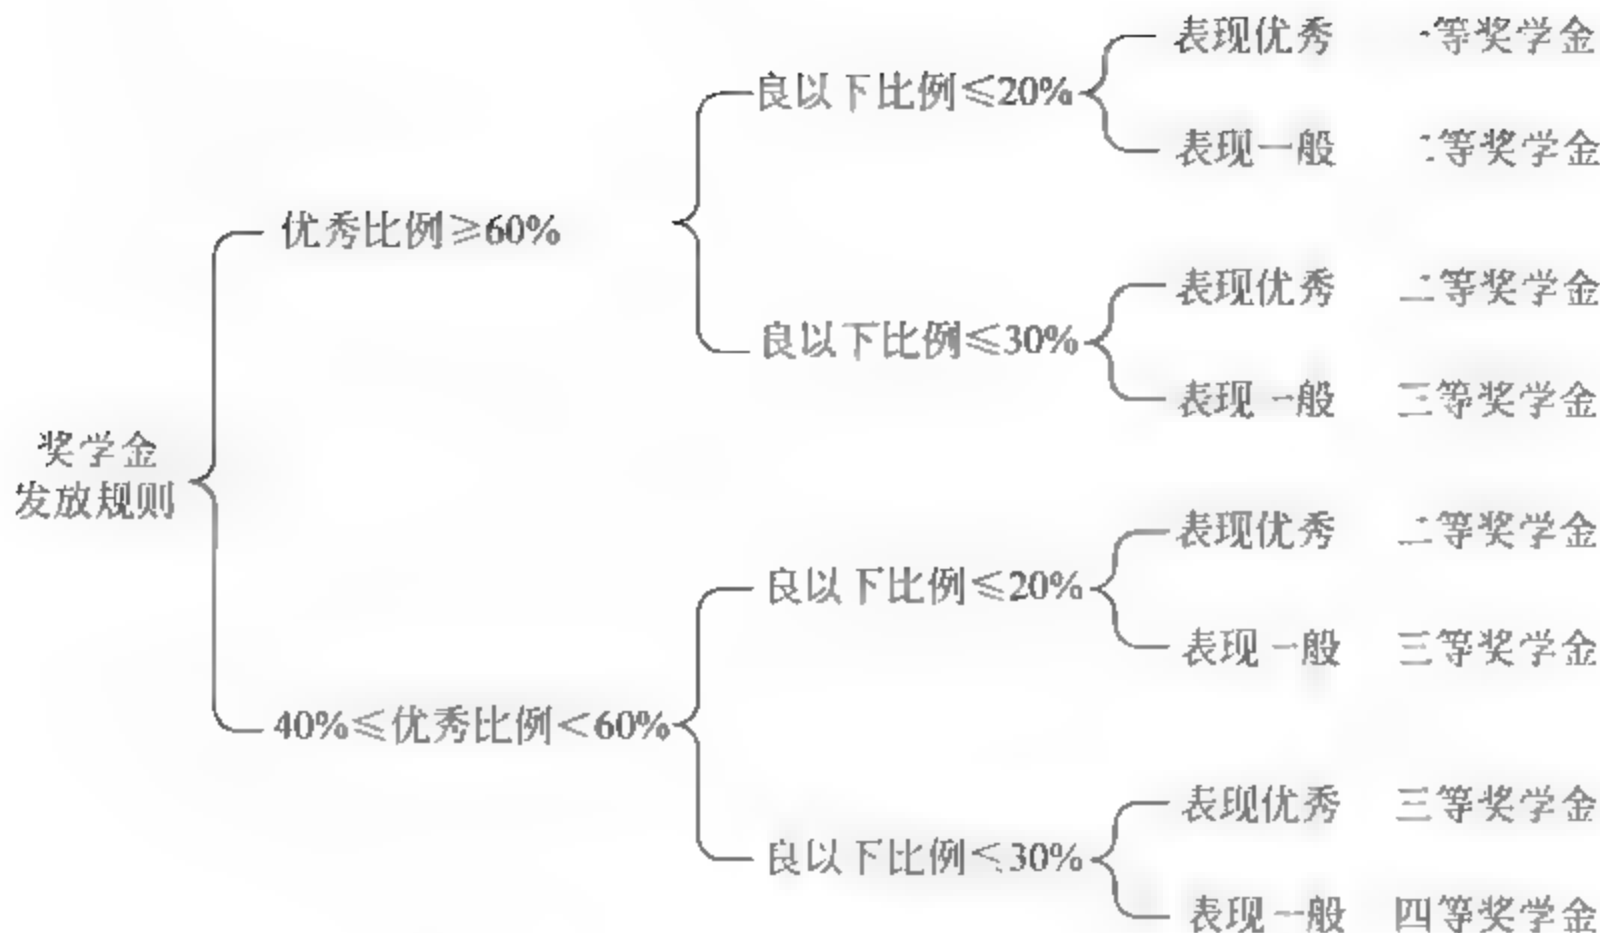 表现优秀 等奖学金
良以下比例≤20%
表现一般 等奖学金
优秀比例≥60%
表现优秀 二等奖学金
良以下比例≤30%
表现一般 三等奖学金
奖学金
发放规则
表现优秀 二等奖学金
良以下比例≤20%
表现一般 三等奖学金
40%≤优秀比例<60%
表现优秀 三等奖学金
良以下比例≤30%
表现一般 四等奖学金